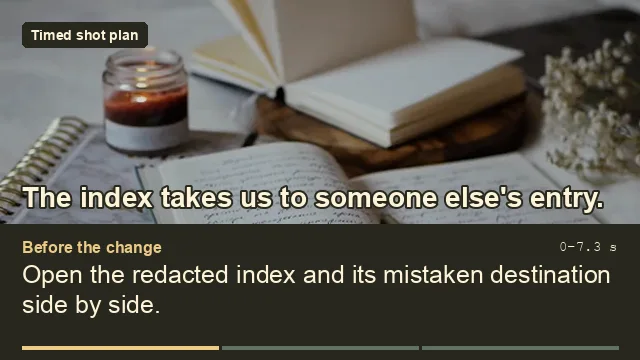 Timed shot plan
The index takes us to someone else's entry.
Before the change
0–7.3 s
Open the redacted index and its mistaken destination
side by side.